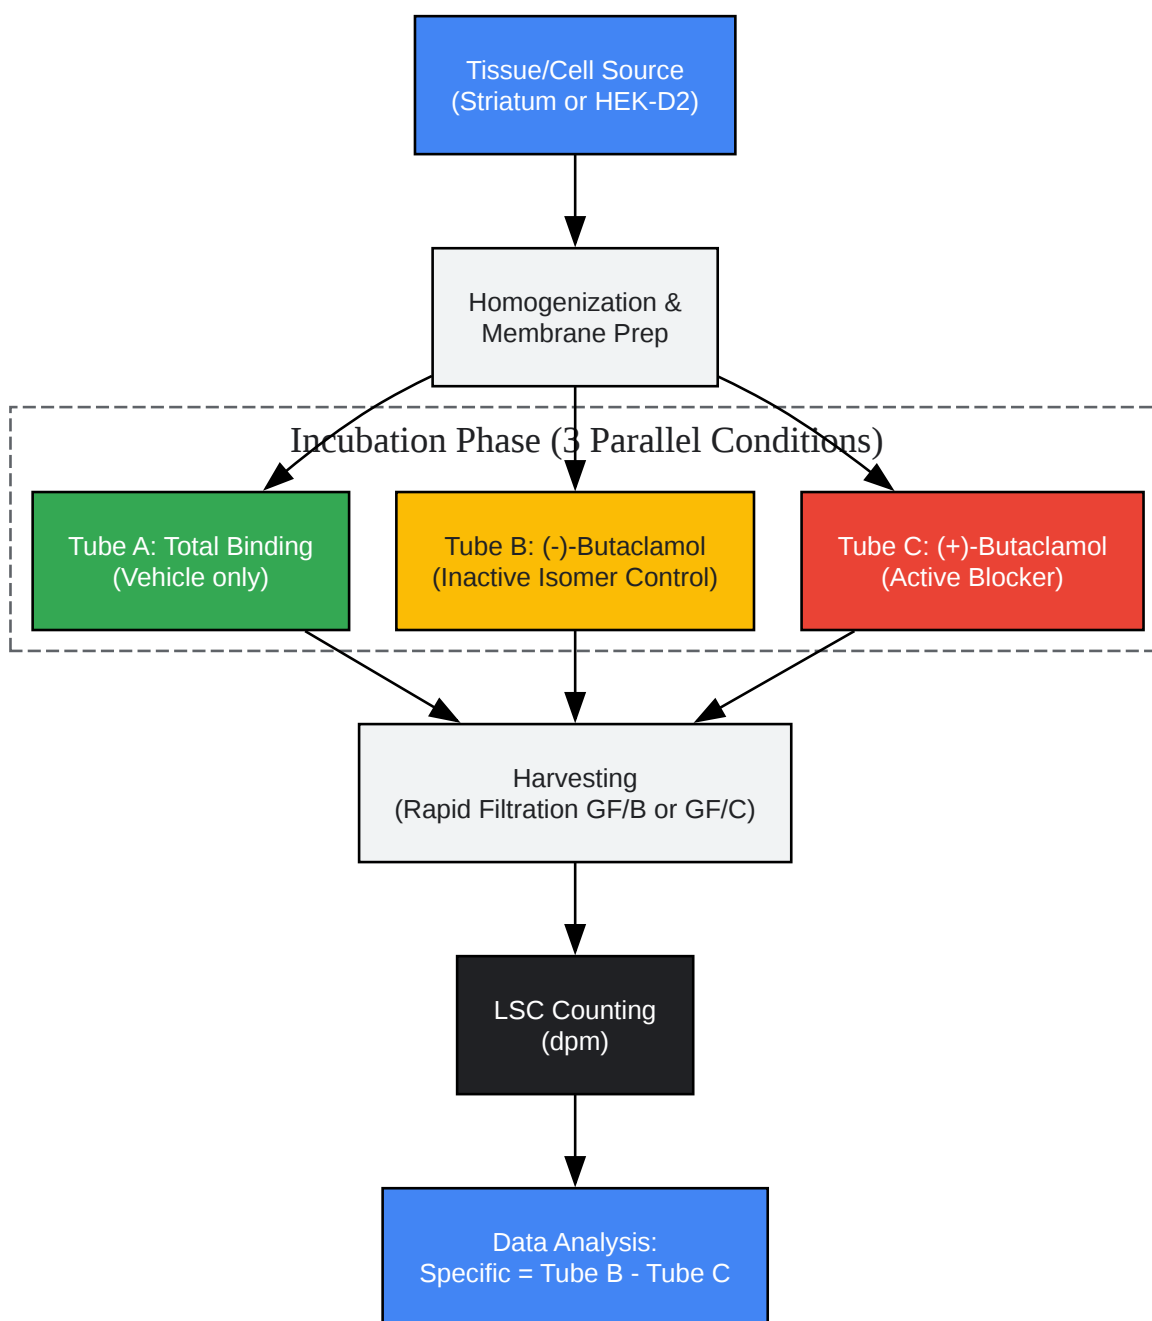 Tissue/Cell Source
(Striatum or HEK-D2)
Homogenization &
Membrane Prep
Incubation Phase (3 Parallel Conditions)
Tube A: Total Binding
(Vehicle only)
Tube B: (-)-Butaclamol
(Inactive Isomer Control)
Tube C: (+)-Butaclamol
(Active Blocker)
Harvesting
(Rapid Filtration GF/B or GF/C)
LSC Counting
(dpm)
Data Analysis:
Specific = Tube B - Tube C